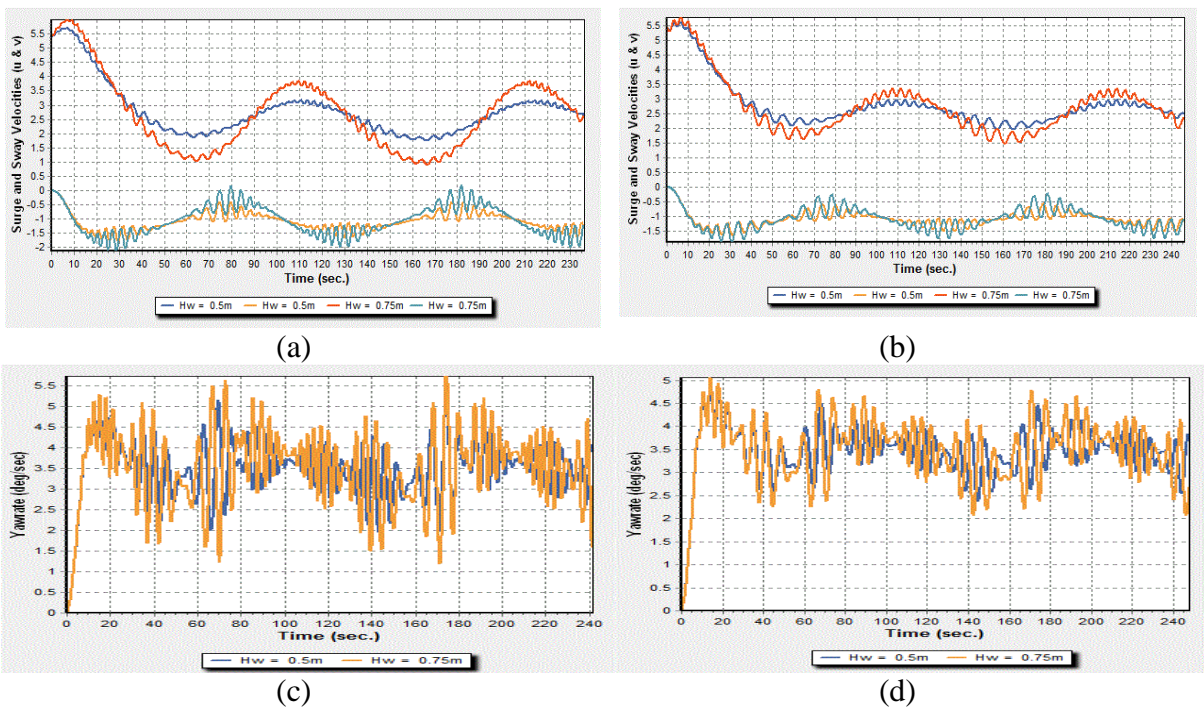 Surge and Sway Velocities (u & v)
5.5
5
4.5
4
3.5
3
2.5
2
1.5
1
0.5
0
-0.5
-1
-1.5
-2
0 10 20 30 40 50 60 70 80 90 100 110 120 130 140 150 160 170 180 190 200 210 220 230
Time (sec.)
Hw = 0.5m Hw = 0.5m Hw = 0.75m Hw = 0.75m
(a)
Surge and Sway Velocities (u & v)
5.5
5
4.5
4
3.5
3
2.5
2
1.5
1
0.5
0
-0.5
-1
-1.5
0 10 20 30 40 50 60 70 80 90 100 110 120 130 140 150 160 170 180 190 200 210 220 230 240
Time (sec.)
Hw = 0.5m Hw = 0.5m Hw = 0.75m Hw = 0.75m
(b)
Yawrate (deg/sec)
5.5
5
4.5
4
3.5
3
2.5
2
1.5
1
0.5
0
0 20 40 60 80 100 120 140 160 180 200 220 240
Time (sec.)
Hw = 0.5m Hw = 0.75m
(c)
Yawrate (deg/sec)
5
4.5
4
3.5
3
2.5
2
1.5
1
0.5
0
0 20 40 60 80 100 120 140 160 180 200 220 240
Time (sec.)
Hw = 0.5m Hw = 0.75m
(d)